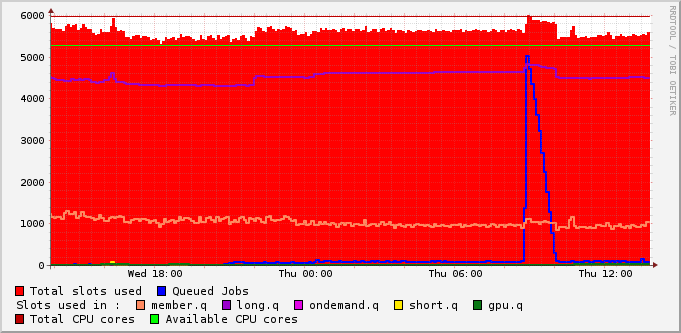 RRDTOOL / TOBI OETIKER
6000
5000
4000
3000
2000
1000
0
Wed 18:00 Thu 00:00 Thu 06:00 Thu 12:00
Total slots used Queued Jobs
Slots used in : member.q long.q ondemand.q short.q gpu.q
Total CPU cores Available CPU cores